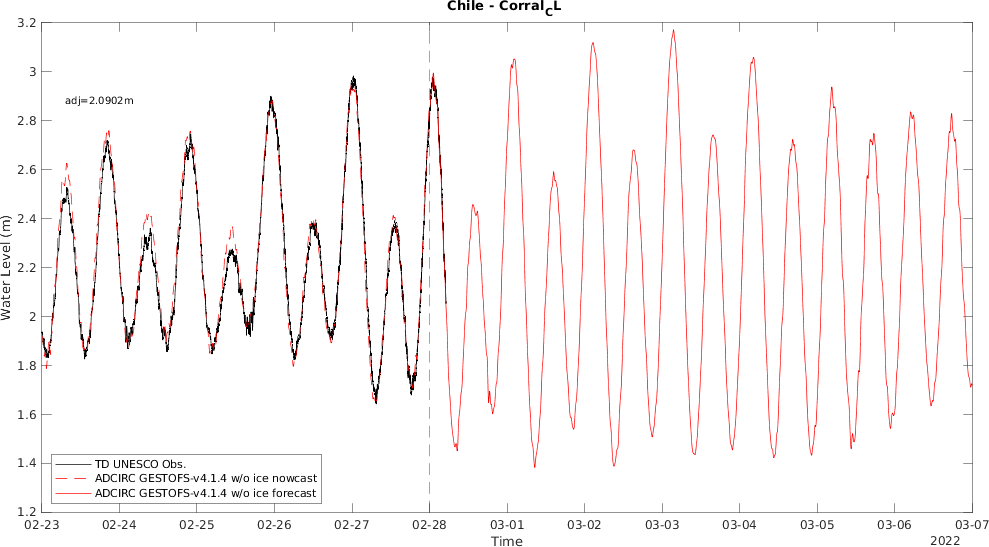 Chile - Corral_CL
3.2
3
2.8
2.6
2.4
2.2
2
1.8
1.6
1.4
1.2
Water Level (m)
adj=2.0902m
TD UNESCO Obs.
ADCIRC GESTOFS-v4.1.4 w/o ice nowcast
ADCIRC GESTOFS-v4.1.4 w/o ice forecast
02-23 02-24 02-25 02-26 02-27 02-28 03-01 03-02 03-03 03-04 03-05 03-06 03-07
Time
2022